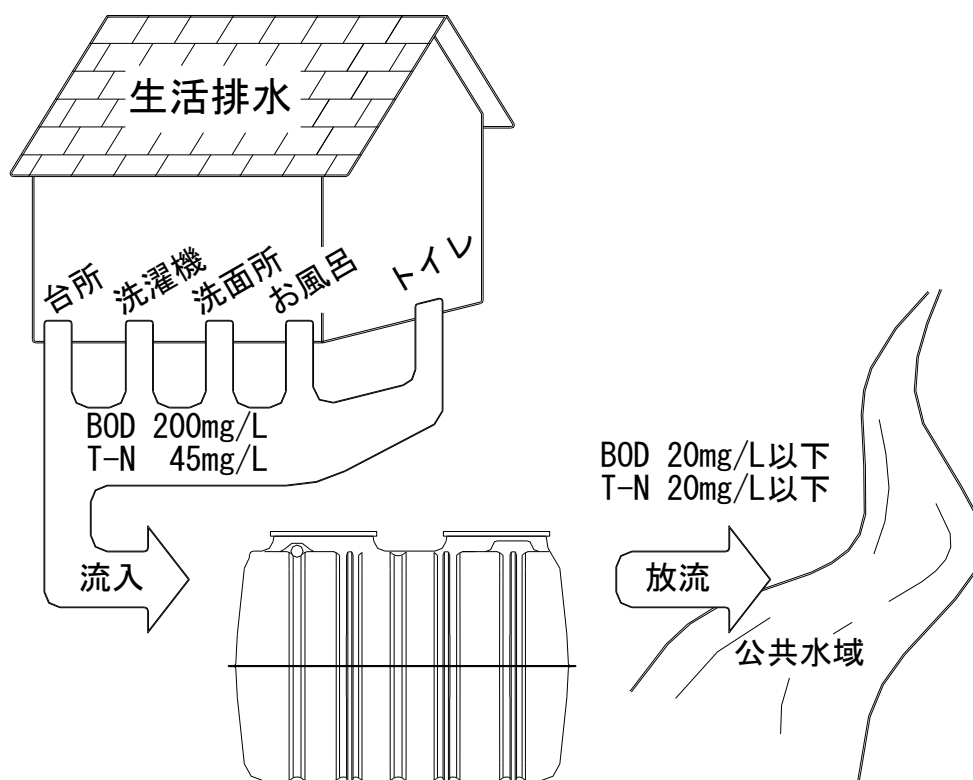 生活排水
台所
洗濯機
洗面所
お風呂
トイレ
BOD 200mg/L
T-N 45mg/L
BOD 20mg/L以下
T-N 20mg/L以下
流入
放流
公共水域